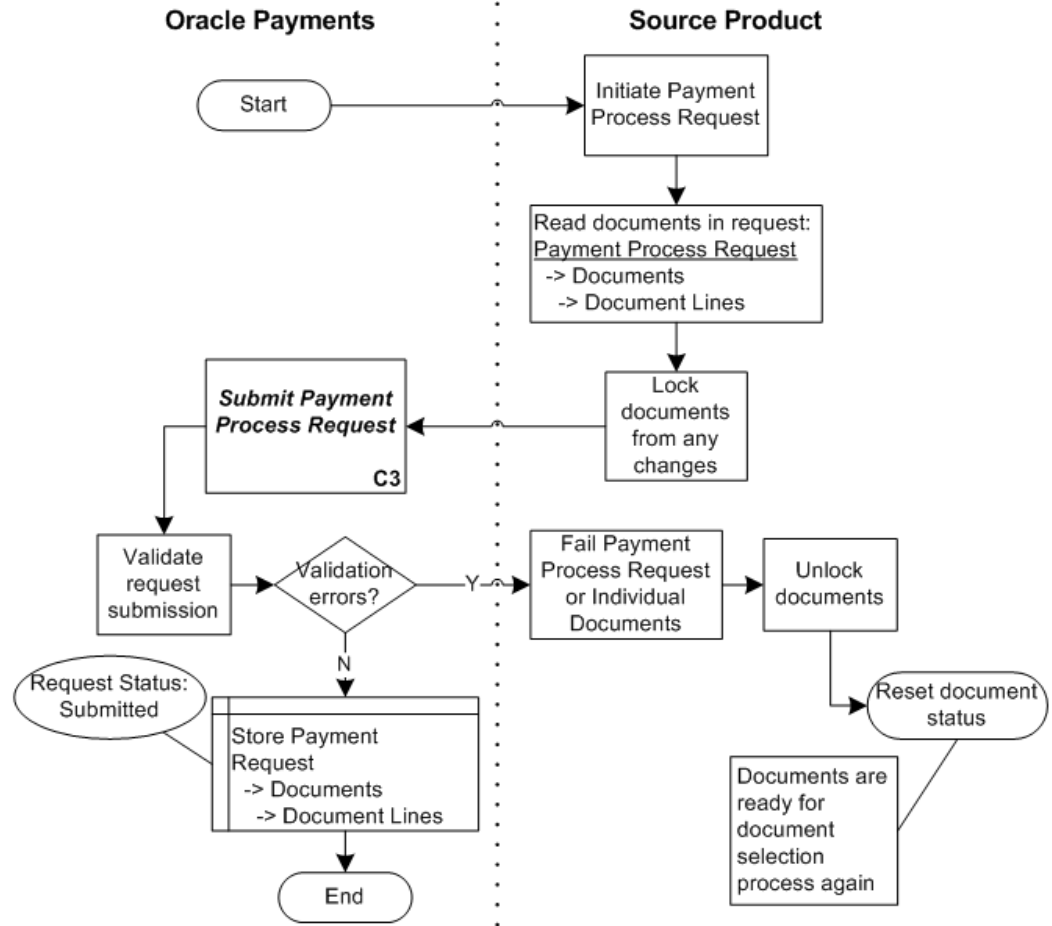 Oracle Payments
Source Product
Start
Initiate Payment
Process Request
Read documents in request:
Payment Process Request
-> Documents
-> Document Lines
Lock
documents
from any
changes
Submit Payment
Process Request
C3
Validate
request
submission
Validation
errors?
Y
Fail Payment
Process Request
or Individual
Documents
Unlock
documents
N
Request Status:
Submitted
Reset document
status
Store Payment
Request
-> Documents
-> Document Lines
Documents are
ready for
document
selection
process again
End